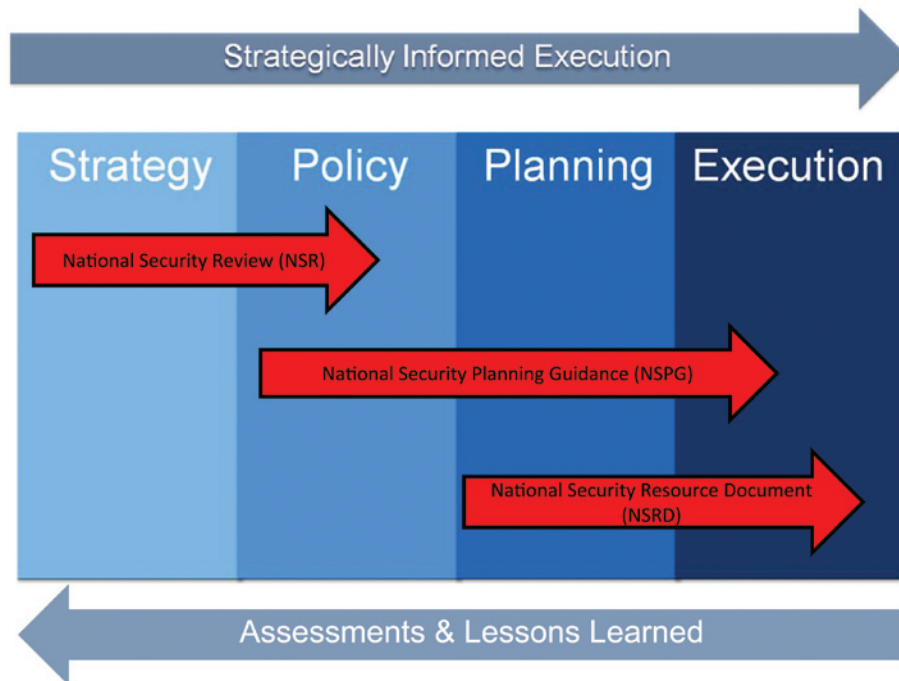 Strategically Informed Execution
Strategy Policy Planning Execution
National Security Review (NSR)
National Security Planning Guidance (NSPG)
National Security Resource Document
(NSRD)
Assessments & Lessons Learned